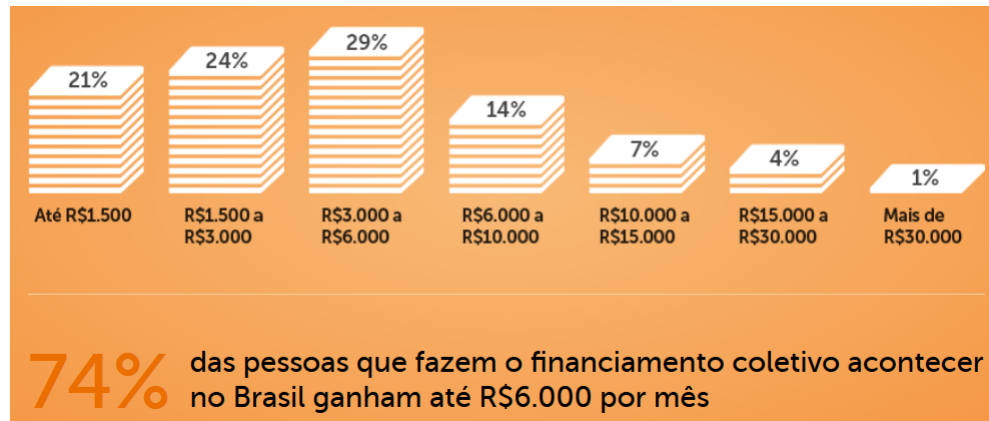 21%
24%
29%
14%
7%
4%
1%
Até R$1.500
R$1.500 a
R$3.000
R$3.000 a
R$6.000
R$6.000 a
R$10.000
R$10.000 a
R$15.000
R$15.000 a
R$30.000
Mais de
R$30.000
74%
das pessoas que fazem o financiamento coletivo acontecer
no Brasil ganham até R$6.000 por mês